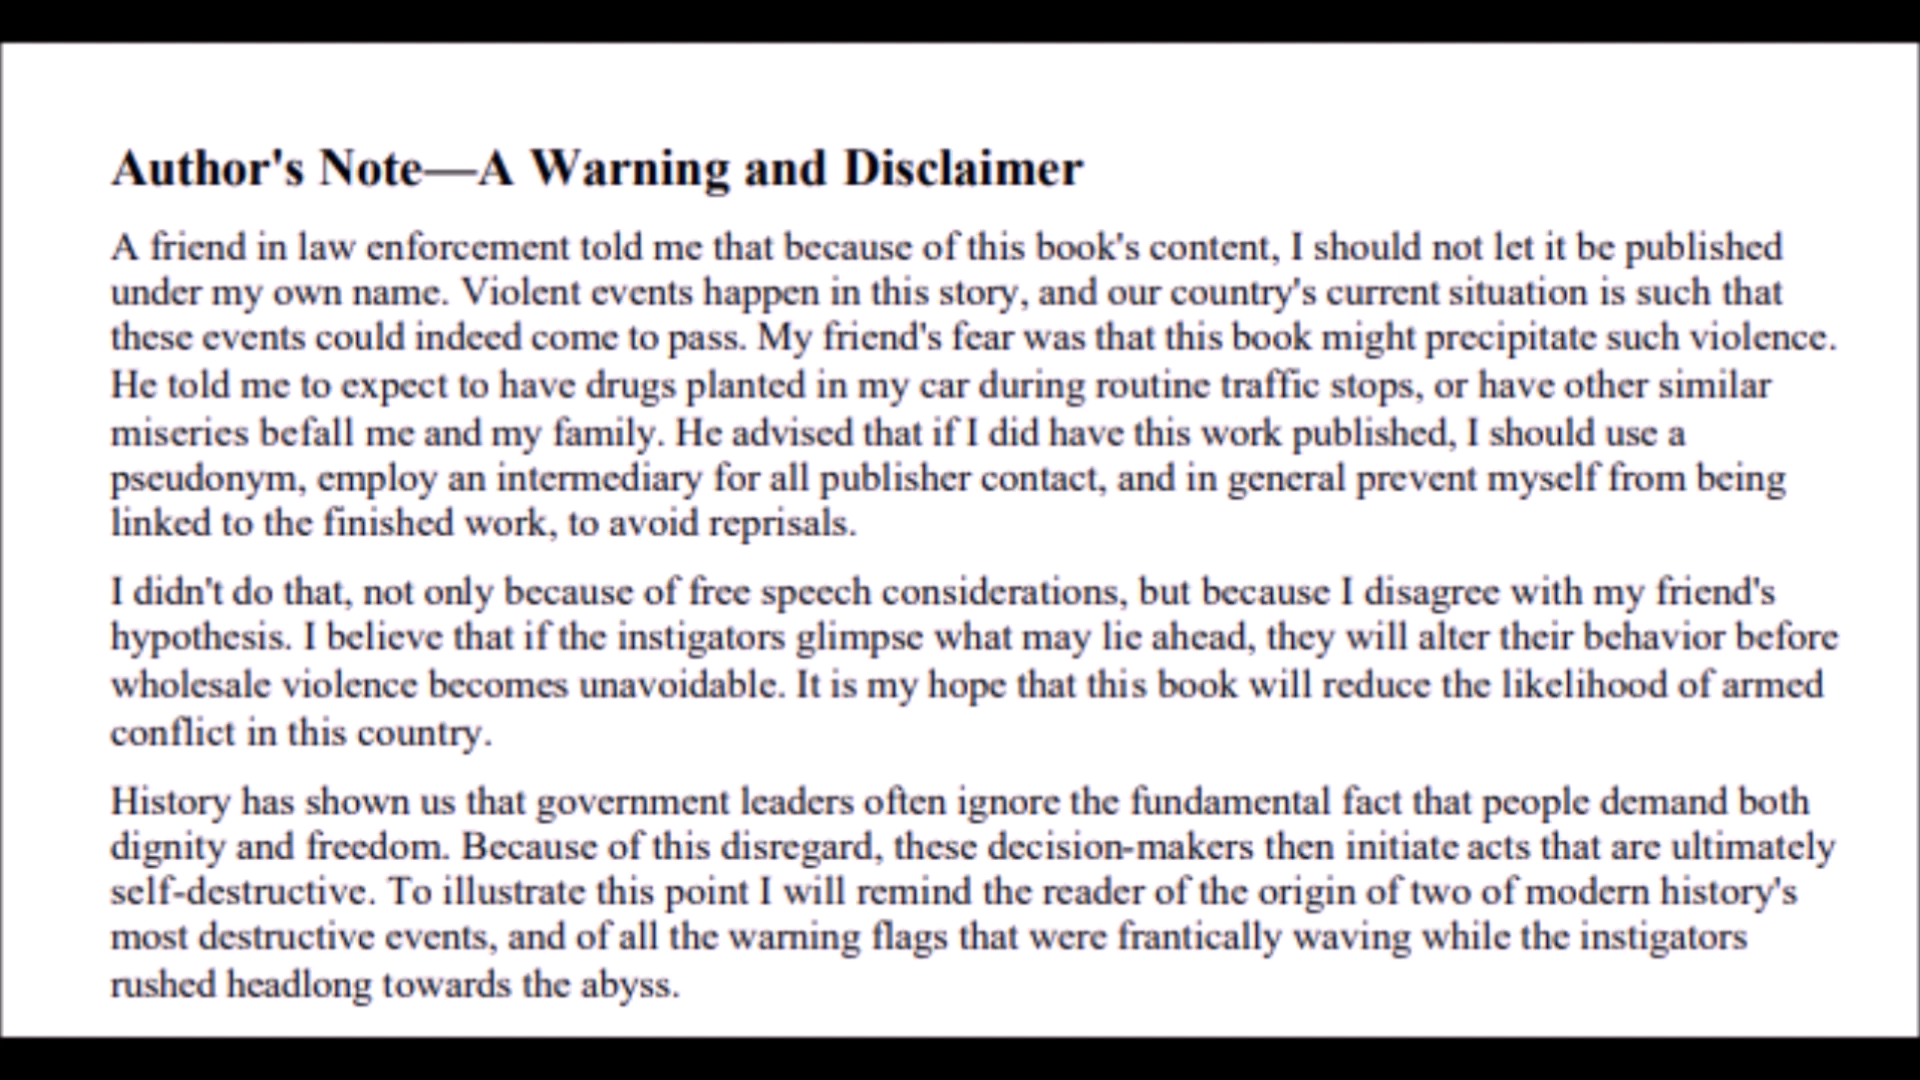 Author's Note—A Warning and Disclaimer
A friend in law enforcement told me that because of this book's content, I should not let it be published
under my own name. Violent events happen in this story, and our country's current situation is such that
these events could indeed come to pass. My friend's fear was that this book might precipitate such violence.
He told me to expect to have drugs planted in my car during routine traffic stops, or have other similar
miseries befall me and my family. He advised that if I did have this work published, I should use a
pseudonym, employ an intermediary for all publisher contact, and in general prevent myself from being
linked to the finished work, to avoid reprisals.
I didn't do that, not only because of free speech considerations, but because I disagree with my friend's
hypothesis. I believe that if the instigators glimpse what may lie ahead, they will alter their behavior before
wholesale violence becomes unavoidable. It is my hope that this book will reduce the likelihood of armed
conflict in this country.
History has shown us that government leaders often ignore the fundamental fact that people demand both
dignity and freedom. Because of this disregard, these decision-makers then initiate acts that are ultimately
self-destructive. To illustrate this point I will remind the reader of the origin of two of modern history's
most destructive events, and of all the warning flags that were frantically waving while the instigators
rushed headlong towards the abyss.